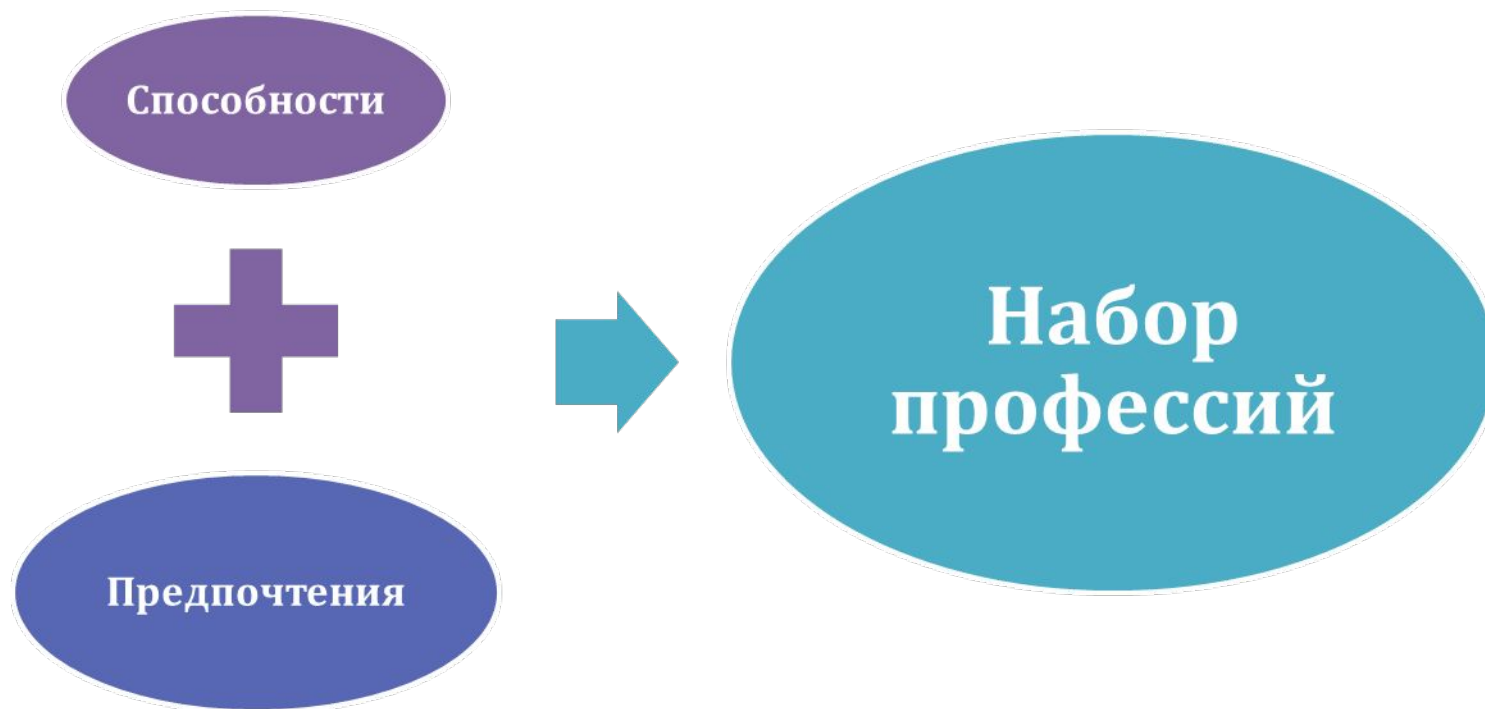 Способности
Предпочтения
Набор
профессий